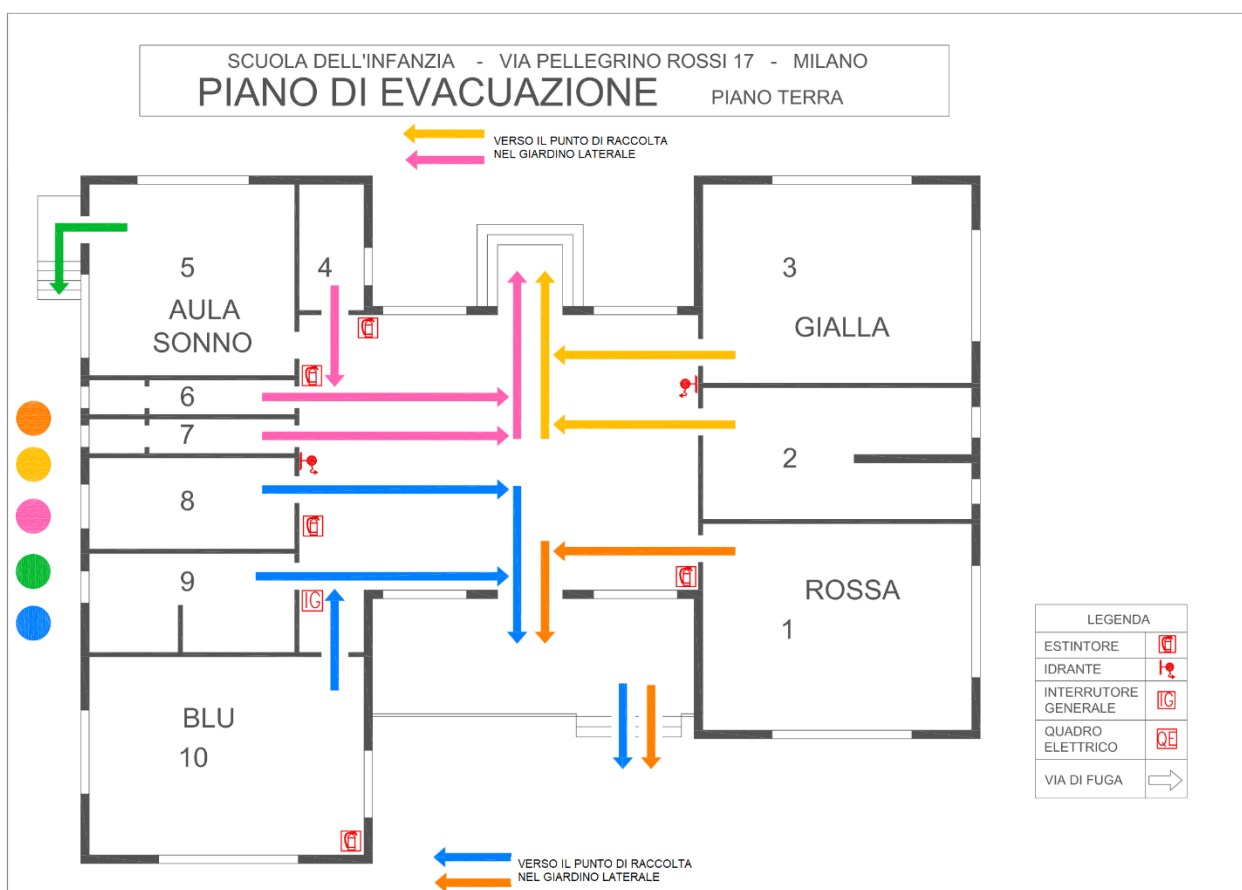 SCUOLA DELL'INFANZIA - VIA PELLEGRINO ROSSI 17 - MILANO
PIANO DI EVACUAZIONE PIANO TERRA
VERSO IL PUNTO DI RACCOLTA
NEL GIARDINO LATERALE
5
AULA
SONNO
4
3
GIALLA
6
7
2
8
9
IG
ROSSA
1
BLU
10
LEGENDA
ESTINTORE
IDRANTE
INTERRUTORE
GENERALE
IG
QUADRO
ELETTRICO
QE
VIA DI FUGA
VERSO IL PUNTO DI RACCOLTA
NEL GIARDINO LATERALE